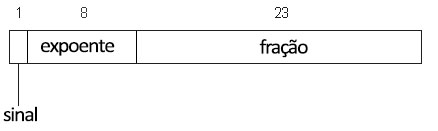 1 8 23
expoente fração
sinal